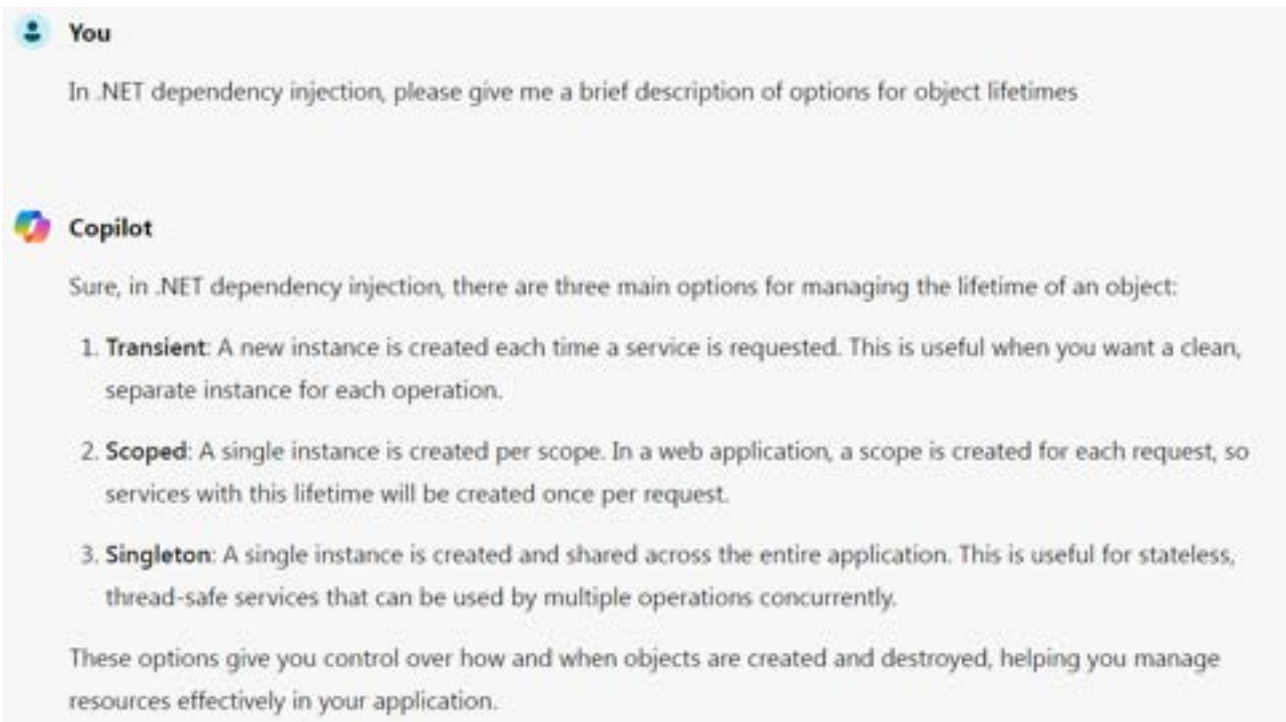 You
In .NET dependency injection, please give me a brief description of options for object lifetimes
Copilot
Sure, in .NET dependency injection, there are three main options for managing the lifetime of an object:
1. Transient: A new instance is created each time a service is requested. This is useful when you want a clean,
separate instance for each operation.
2. Scoped: A single instance is created per scope. In a web application, a scope is created for each request, so
services with this lifetime will be created once per request.
3. Singleton: A single instance is created and shared across the entire application. This is useful for stateless,
thread-safe services that can be used by multiple operations concurrently.
These options give you control over how and when objects are created and destroyed, helping you manage
resources effectively in your application.